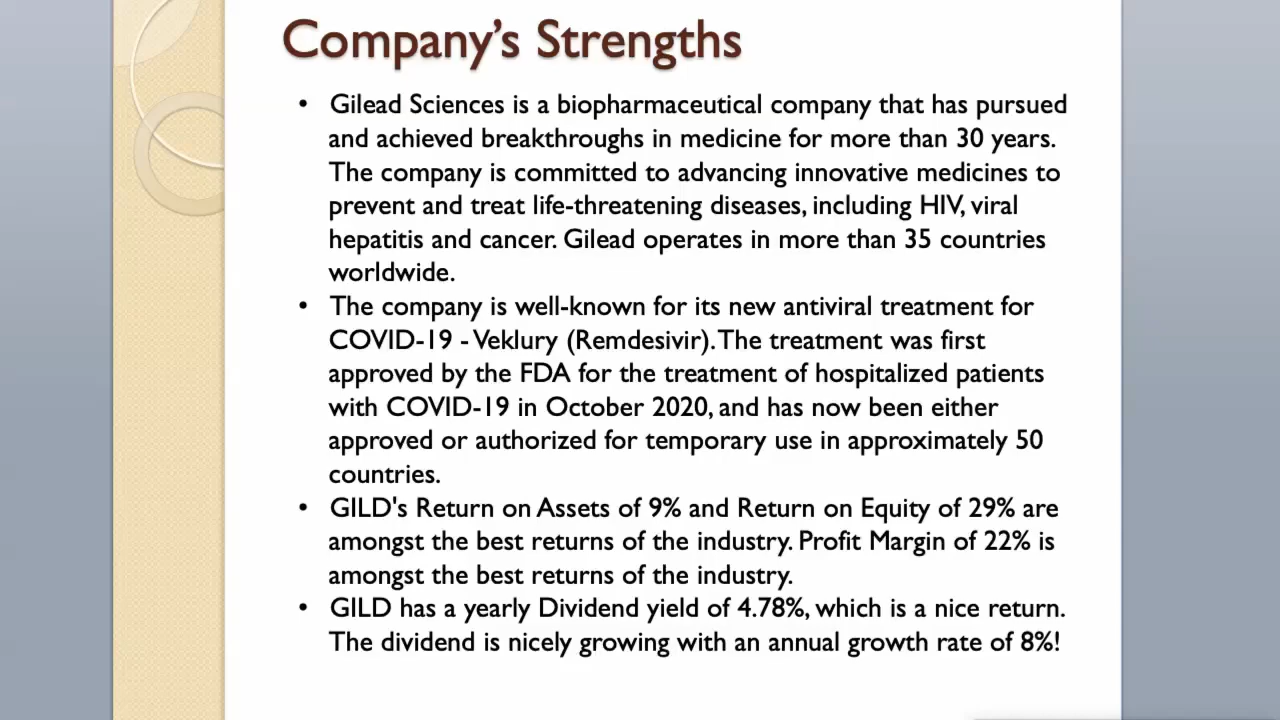 Company’s Strengths
• Gilead Sciences is a biopharmaceutical company that has pursued
and achieved breakthroughs in medicine for more than 30 years.
The company is committed to advancing innovative medicines to
prevent and treat life-threatening diseases, including HIV, viral
hepatitis and cancer. Gilead operates in more than 35 countries
worldwide.
• The company is well-known for its new antiviral treatment for
COVID-19 - Veklury (Remdesivir). The treatment was first
approved by the FDA for the treatment of hospitalized patients
with COVID-19 in October 2020, and has now been either
approved or authorized for temporary use in approximately 50
countries.
• GILD's Return on Assets of 9% and Return on Equity of 29% are
amongst the best returns of the industry. Profit Margin of 22% is
amongst the best returns of the industry.
• GILD has a yearly Dividend yield of 4.78%, which is a nice return.
The dividend is nicely growing with an annual growth rate of 8%!